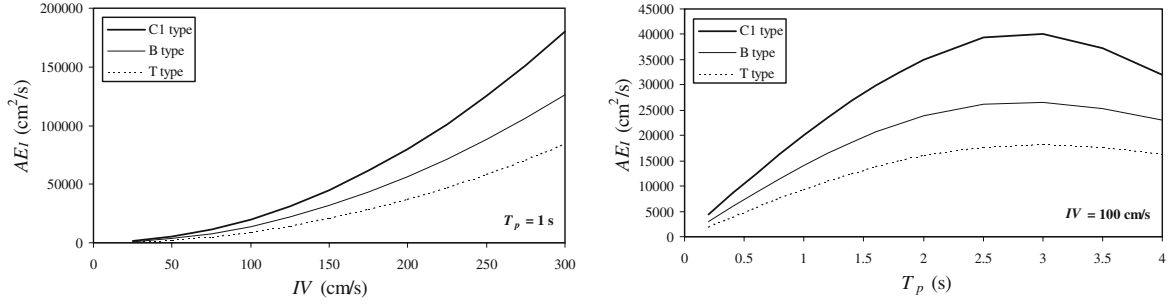 200000
150000
100000
50000
0
AE_I (cm²/s)
C1 type
B type
T type
T_p = 1 s
0 50 100 150 200 250 300
IV (cm/s)
45000
40000
35000
30000
25000
20000
15000
10000
5000
0
AE_I (cm²/s)
C1 type
B type
T type
IV = 100 cm/s
0 0.5 1 1.5 2 2.5 3 3.5 4
T_p (s)